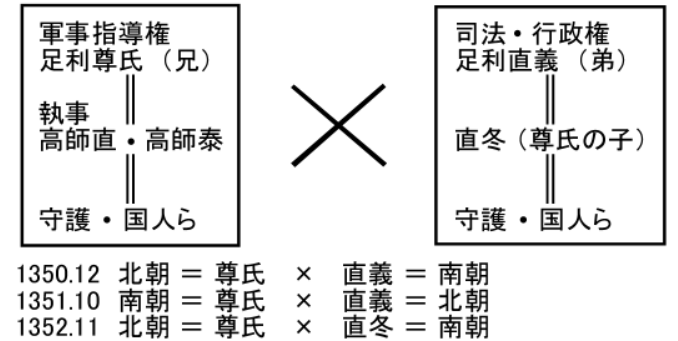 軍事指導権
足利尊氏（兄）
執事
高師直・高師泰
守護・国人ら
司法・行政権
足利直義（弟）
直冬（尊氏の子）
守護・国人ら
1350.12 北朝 ＝ 尊氏 × 直義 ＝ 南朝
1351.10 南朝 ＝ 尊氏 × 直義 ＝ 北朝
1352.11 北朝 ＝ 尊氏 × 直冬 ＝ 南朝